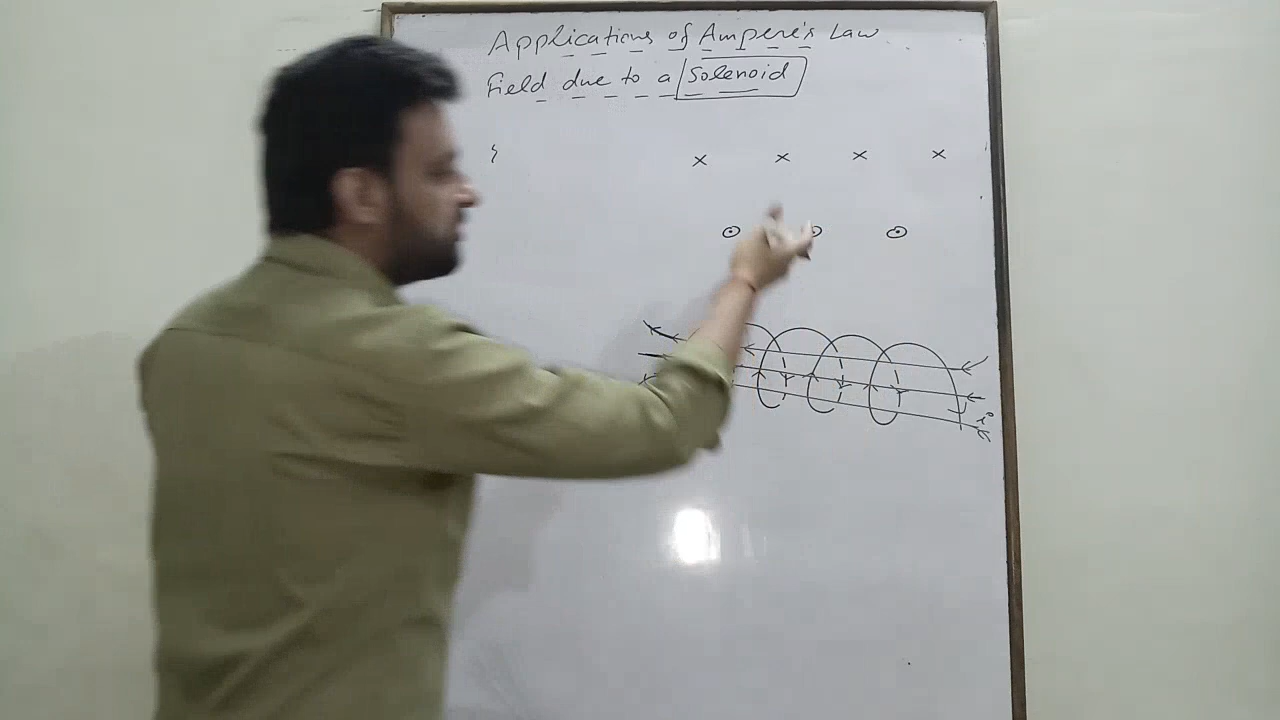 Applications of Ampere's Law
Field due to a Solenoid
× × × ×